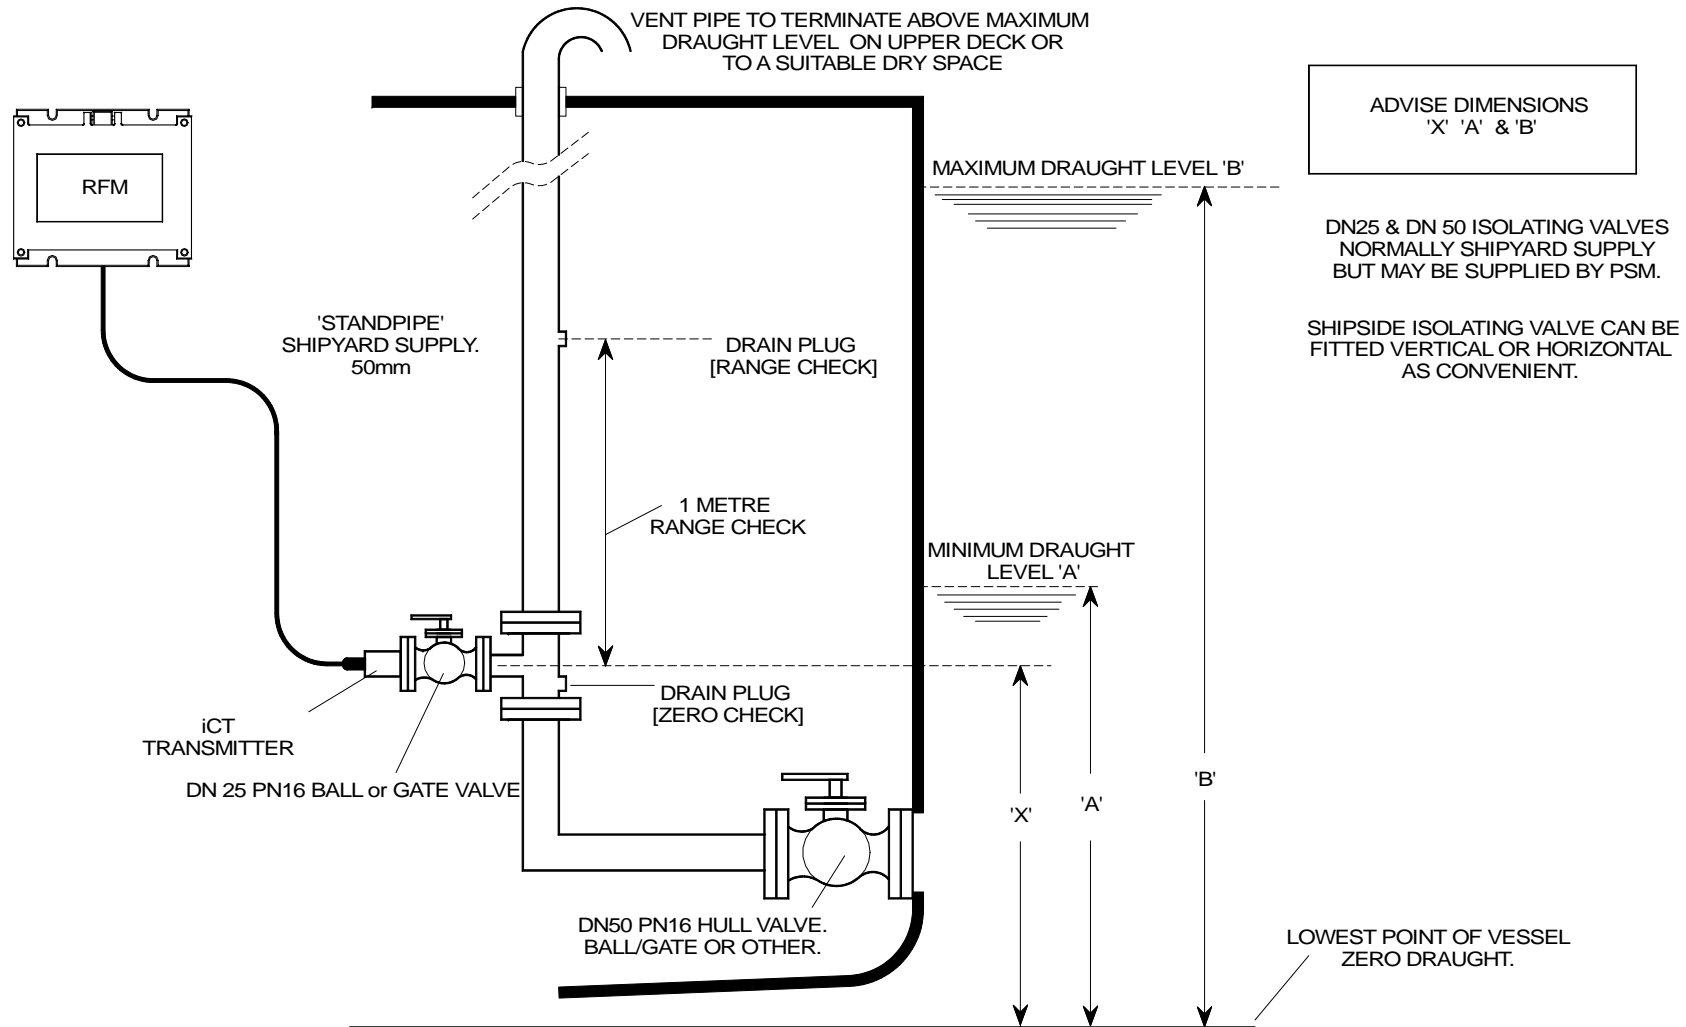 VENT PIPE TO TERMINATE ABOVE MAXIMUM
DRAUGHT LEVEL ON UPPER DECK OR
TO A SUITABLE DRY SPACE
ADVISE DIMENSIONS
'X' 'A' & 'B'
RFM
MAXIMUM DRAUGHT LEVEL 'B'
DN25 & DN 50 ISOLATING VALVES
NORMALLY SHIPYARD SUPPLY
BUT MAY BE SUPPLIED BY PSM.
'STANDPIPE'
SHIPYARD SUPPLY.
50mm
DRAIN PLUG
[RANGE CHECK]
SHIPSIDE ISOLATING VALVE CAN BE
FITTED VERTICAL OR HORIZONTAL
AS CONVENIENT.
1 METRE
RANGE CHECK
MINIMUM DRAUGHT
LEVEL 'A'
DRAIN PLUG
[ZERO CHECK]
iCT
TRANSMITTER
DN 25 PN16 BALL or GATE VALVE
'X'
'A'
'B'
DN50 PN16 HULL VALVE.
BALL/GATE OR OTHER.
LOWEST POINT OF VESSEL
ZERO DRAUGHT.